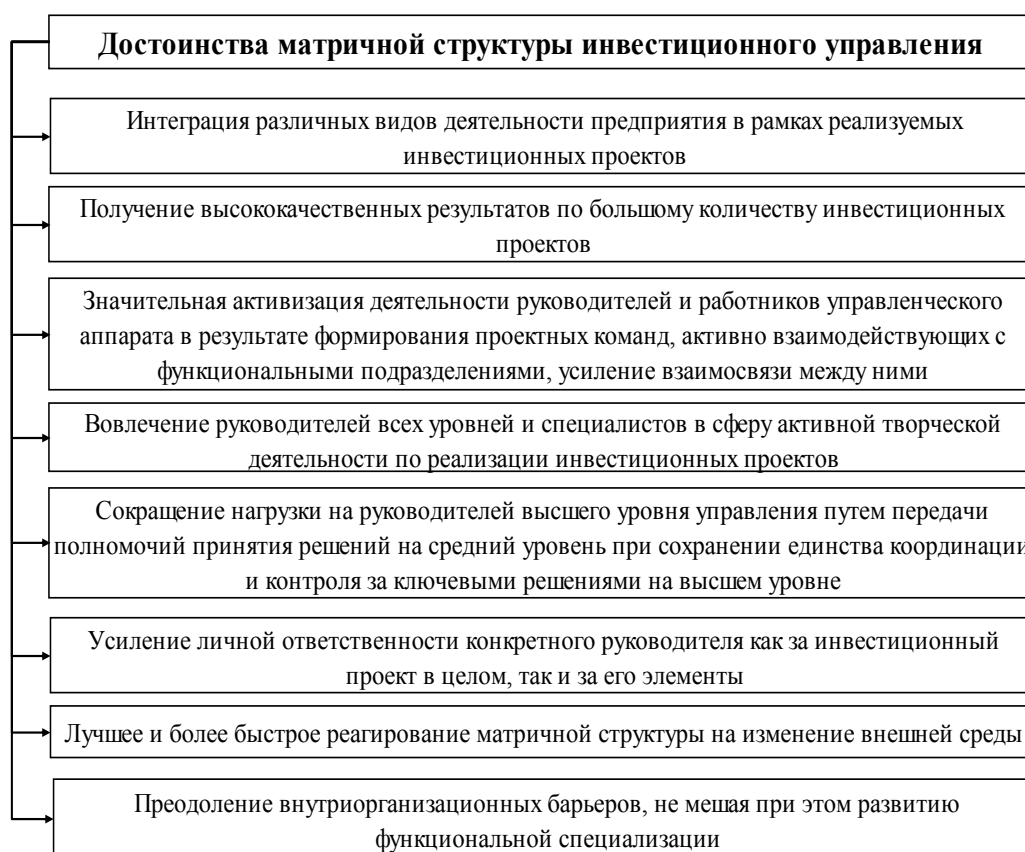 Достоинства матричной структуры инвестиционного управления
Интеграция различных видов деятельности предприятия в рамках реализуемых
инвестиционных проектов
Получение высококачественных результатов по большому количеству инвестиционных
проектов
Значительная активизация деятельности руководителей и работников управленческого
аппарата в результате формирования проектных команд, активно взаимодействующих с
функциональными подразделениями, усиление взаимосвязи между ними
Вовлечение руководителей всех уровней и специалистов в сферу активной творческой
деятельности по реализации инвестиционных проектов
Сокращение нагрузки на руководителей высшего уровня управления путем передачи
полномочий принятия решений на средний уровень при сохранении единства координации
и контроля за ключевыми решениями на высшем уровне
Усиление личной ответственности конкретного руководителя как за инвестиционный
проект в целом, так и за его элементы
Лучшее и более быстрое реагирование матричной структуры на изменение внешней среды
Преодоление внутриорганизационных барьеров, не мешая при этом развитию
функциональной специализации